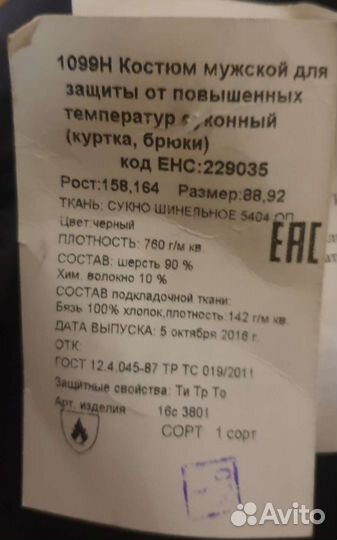 1099Н Костюм мужской для
защиты от повышенных
температур суконный
(куртка, брюки)
код ЕНС:229035
Рост:158,164 Размер:88,92
ТКАНЬ: СУКНО ШИНЕЛЬНОЕ 5404 ОП
Цвет:черный
ПЛОТНОСТЬ: 760 г/м кв.
EAC
СОСТАВ: шерсть 90 %
Хим. волокно 10 %
СОСТАВ подкладочной ткани:
Бязь 100% хлопок,плотность: 142 г/м кв.
ДАТА ВЫПУСКА: 5 октября 2016 г.
ОТК:
ГОСТ 12.4.045-87 ТР ТС 019/2011
Защитные свойства: Ти Тр То
Арт. изделия 16с 3801
СОРТ 1 сорт
Avito